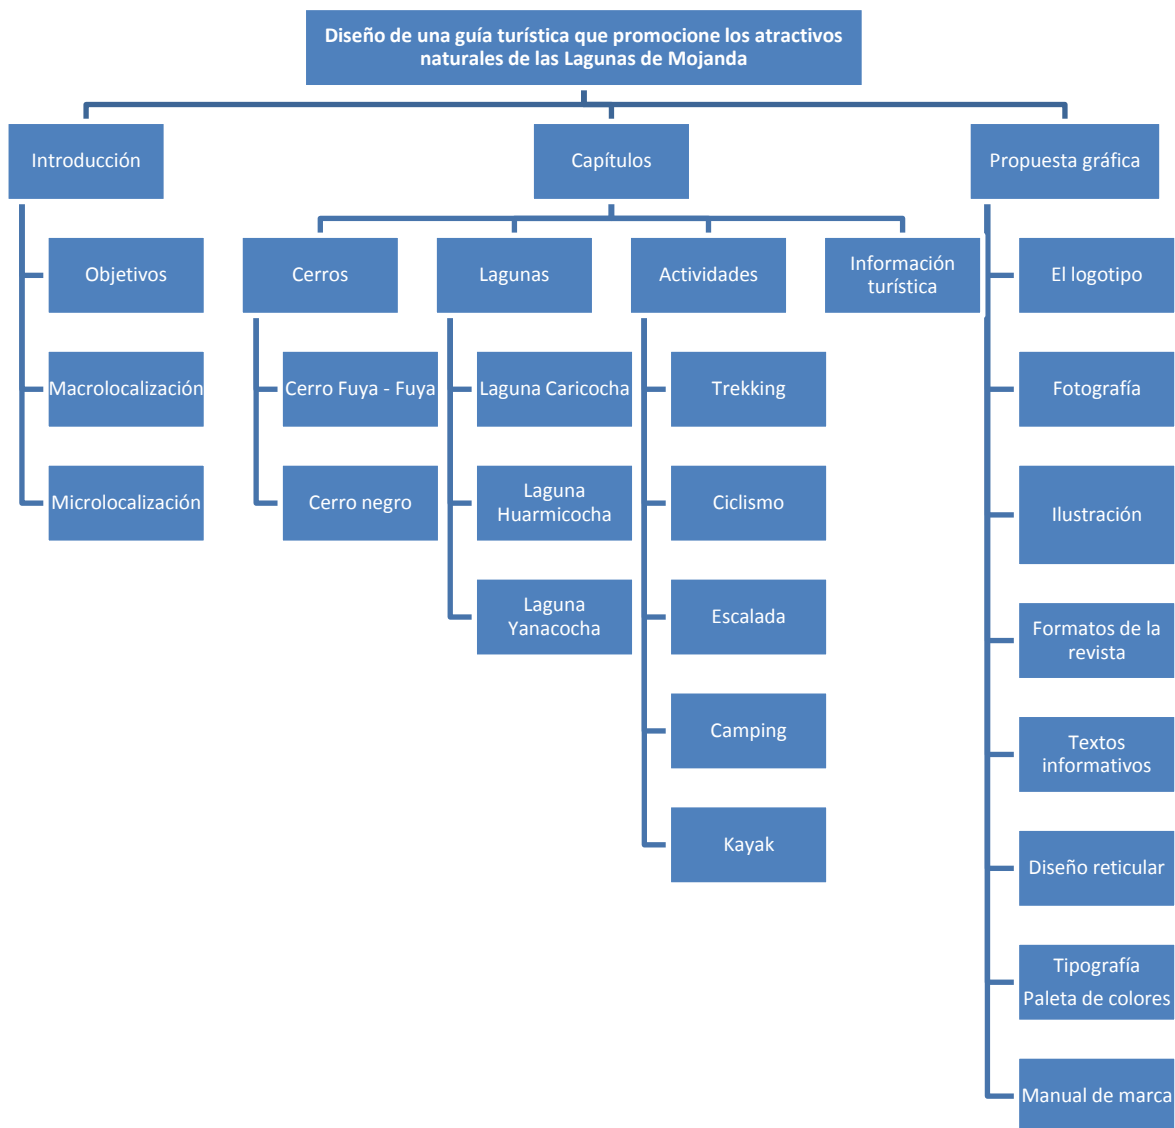 Diseño de una guía turística que promocione los atractivos
naturales de las Lagunas de Mojanda
Introducción
Objetivos
Macrolocalización
Microlocalización
Capítulos
Cerros
Cerro Fuya - Fuya
Cerro negro
Lagunas
Laguna Caricocha
Laguna
Huarmicocha
Laguna
Yanacocha
Actividades
Trekking
Ciclismo
Escalada
Camping
Kayak
Información
turística
Propuesta gráfica
El logotipo
Fotografía
Ilustración
Formatos de la
revista
Textos
informativos
Diseño reticular
Tipografía
Paleta de colores
Manual de marca